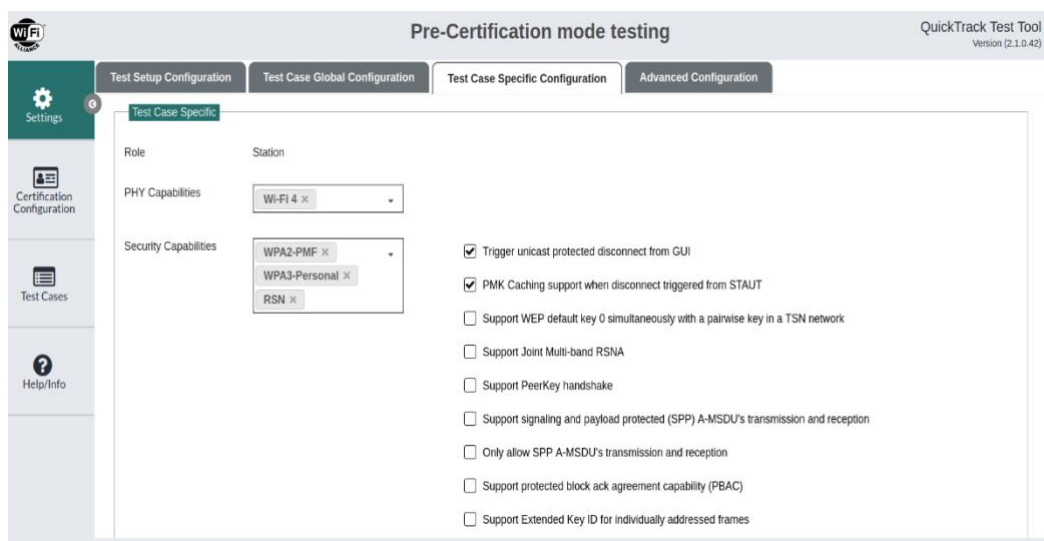 Wi Fi
ALLIANCE
Pre-Certification mode testing
QuickTrack Test Tool
Version (2.1.0.42)
Settings
Certification
Configuration
Test Cases
Help/Info
Test Setup Configuration
Test Case Global Configuration
Test Case Specific Configuration
Advanced Configuration
Test Case Specific
Role
Station
PHY Capabilities
Wi-Fi 4 ×
Security Capabilities
WPA2-PMF ×
WPA3-Personal ×
RSN ×
Trigger unicast protected disconnect from GUI
PMK Caching support when disconnect triggered from STAUT
Support WEP default key 0 simultaneously with a pairwise key in a TSN network
Support Joint Multi-band RSNA
Support PeerKey handshake
Support signaling and payload protected (SPP) A-MSDU's transmission and reception
Only allow SPP A-MSDU's transmission and reception
Support protected block ack agreement capability (PBAC)
Support Extended Key ID for individually addressed frames